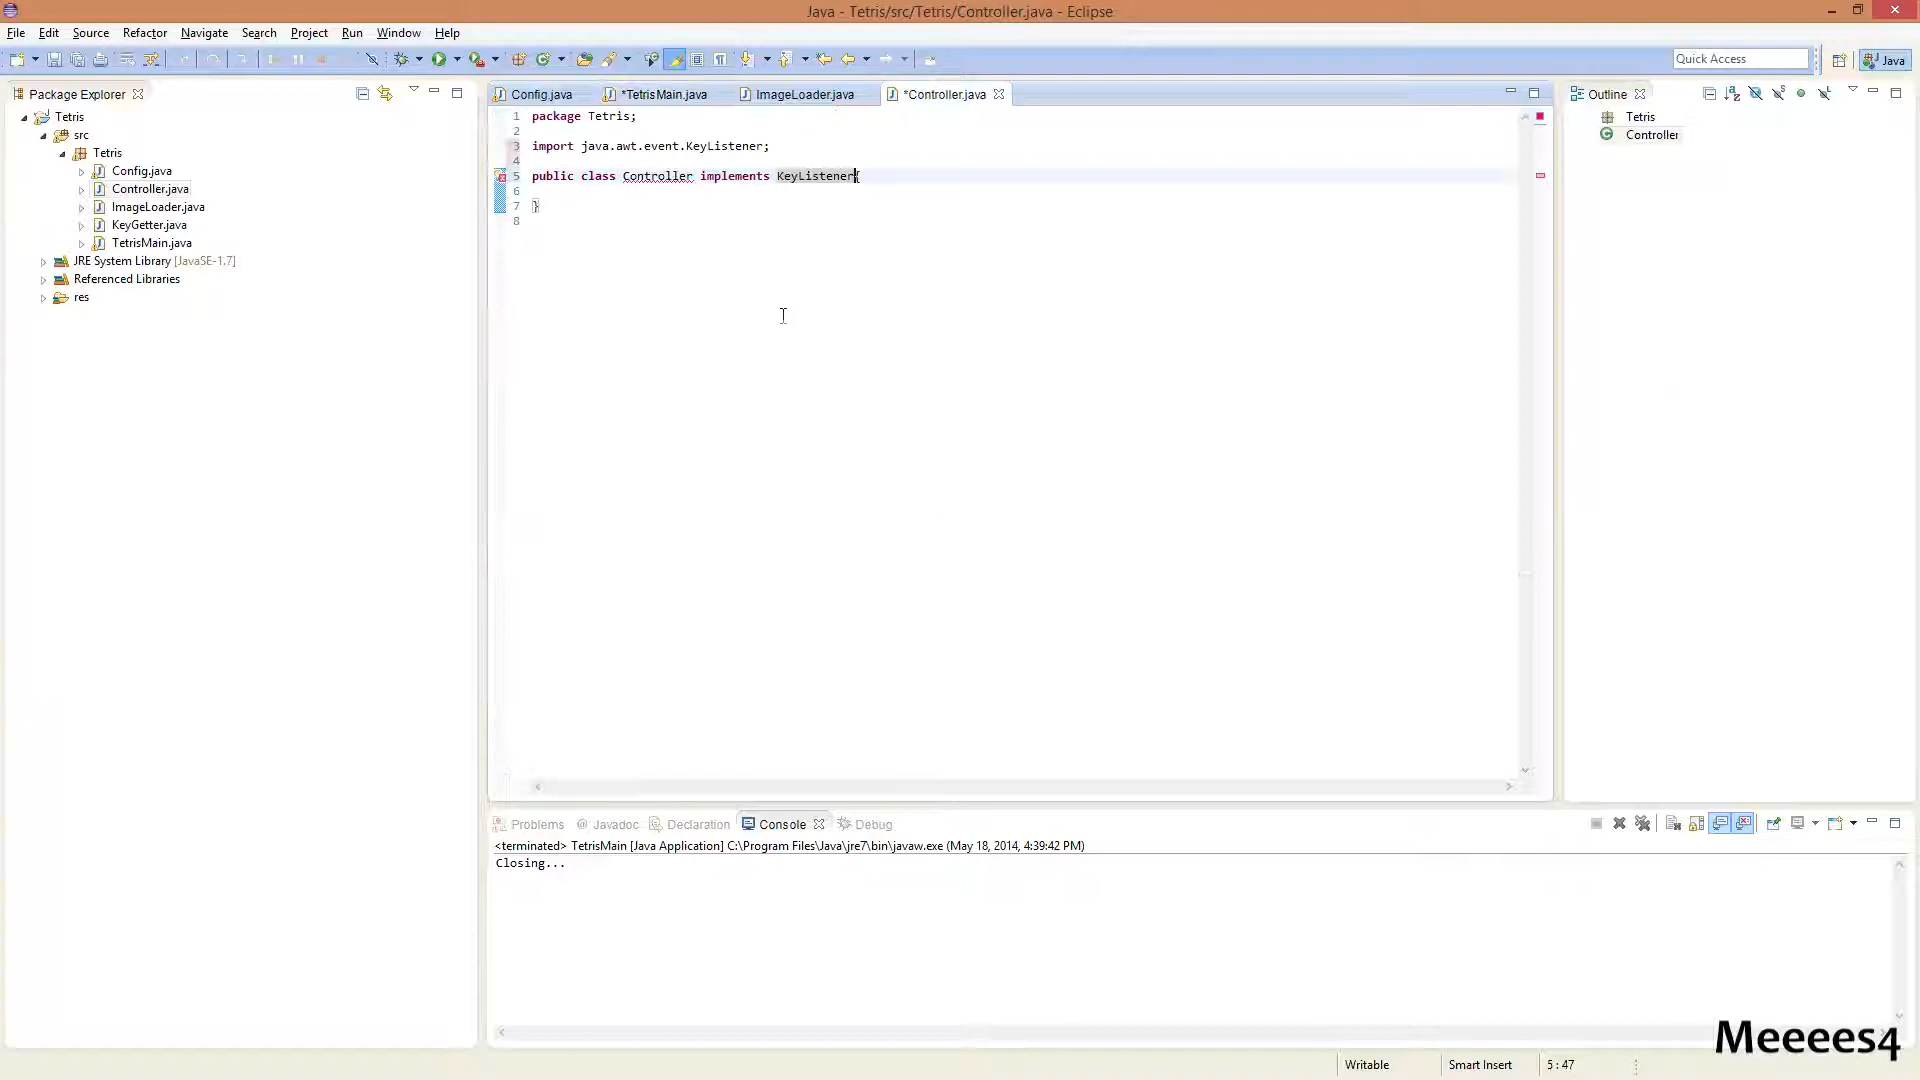 Java - Tetris/src/Tetris/Controller.java - Eclipse
File Edit Source Refactor Navigate Search Project Run Window Help
Quick Access
Java
Package Explorer
Tetris
src
Tetris
Config.java
Controller.java
ImageLoader.java
KeyGetter.java
TetrisMain.java
JRE System Library [JavaSE-1.7]
Referenced Libraries
res
Config.java *TetrisMain.java ImageLoader.java *Controller.java
1 package Tetris;
2
3 import java.awt.event.KeyListener;
4
5 public class Controller implements KeyListener{
6
7 }
8
Outline
Tetris
Controller
Problems @ Javadoc Declaration Console Debug
<terminated> TetrisMain [Java Application] C:\Program Files\Java\jre7\bin\javaw.exe (May 18, 2014, 4:39:42 PM)
Closing...
Meeees4
Writable Smart Insert 5 : 47